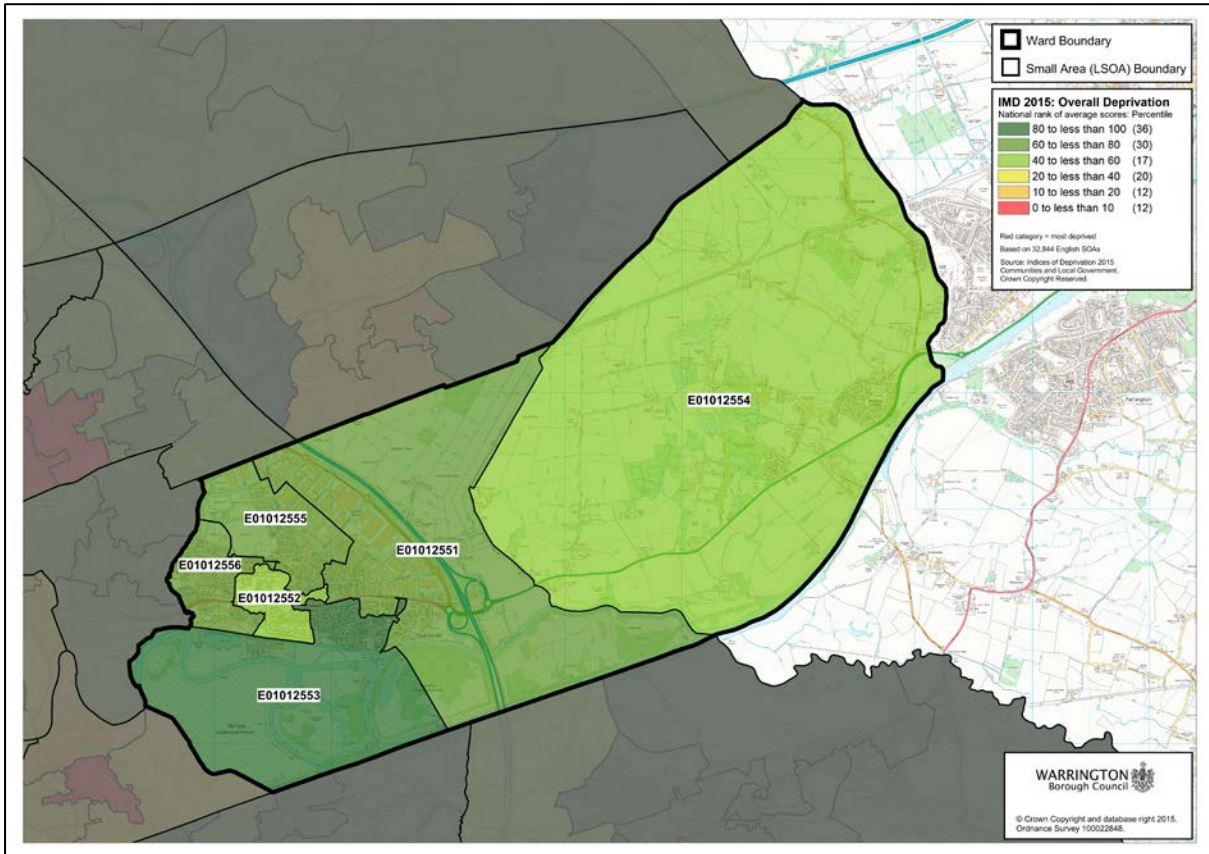 Ward Boundary
Small Area (LSOA) Boundary
IMD 2015: Overall Deprivation
National rank of average scores: Percentile
80 to less than 100 (36)
60 to less than 80 (30)
40 to less than 60 (17)
20 to less than 40 (20)
10 to less than 20 (12)
0 to less than 10 (12)
Red category = most deprived
Based on 32,844 English SOAs
Source: Indices of Deprivation 2015
Communities and Local Government,
Crown Copyright Reserved.
E01012554
E01012555
E01012551
E01012556
E01012552
E01012553
WARRINGTON
Borough Council
© Crown Copyright and database right 2015.
Ordnance Survey 100022848.